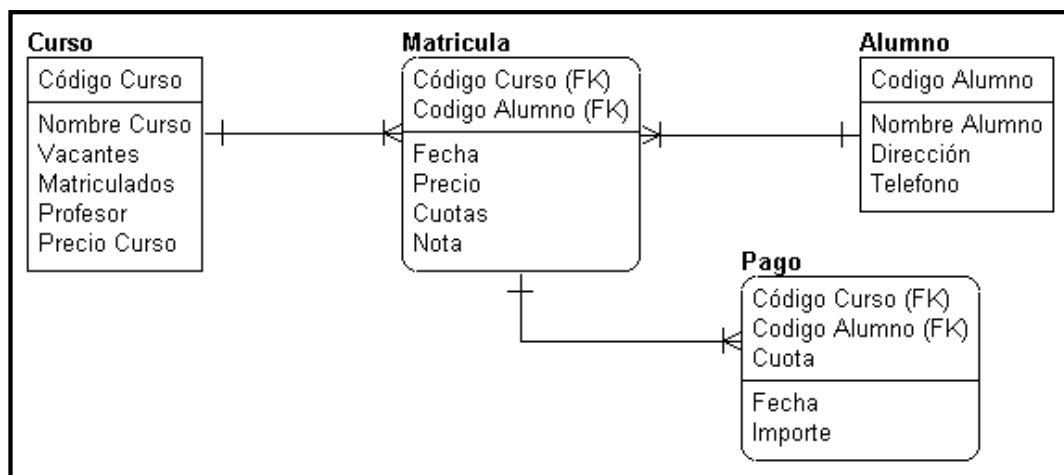 Curso
Código Curso
Nombre Curso
Vacantes
Matriculados
Profesor
Precio Curso
Matricula
Código Curso (FK)
Codigo Alumno (FK)
Fecha
Precio
Cuotas
Nota
Alumno
Codigo Alumno
Nombre Alumno
Dirección
Telefono
Pago
Código Curso (FK)
Codigo Alumno (FK)
Cuota
Fecha
Importe